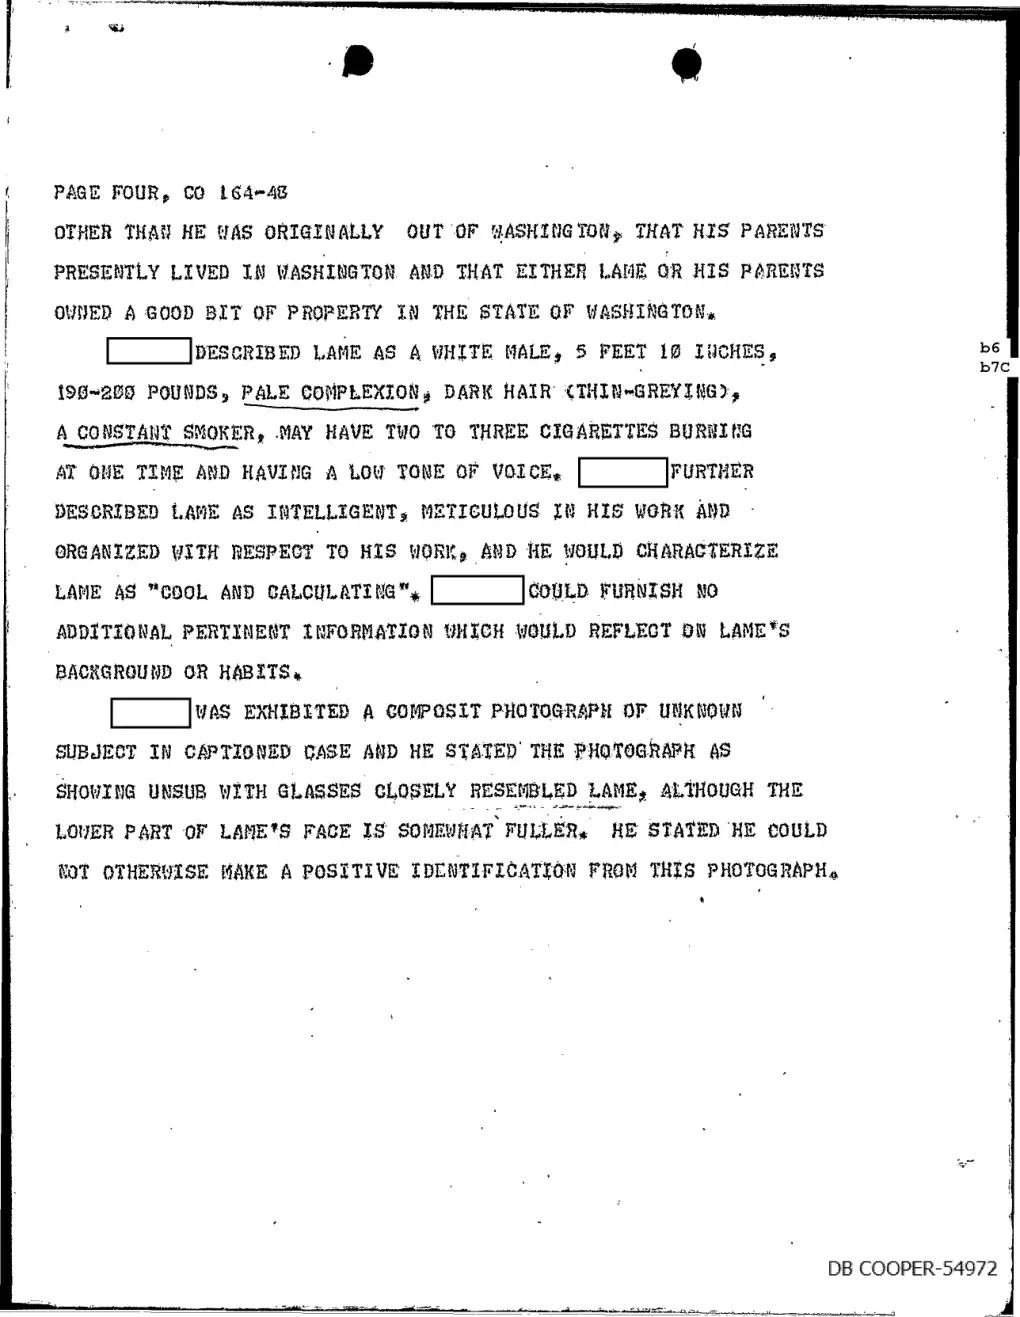 PAGE FOUR, CO 164-48
OTHER THAN HE WAS ORIGINALLY OUT OF WASHINGTON, THAT HIS PARENTS
PRESENTLY LIVED IN WASHINGTON AND THAT EITHER LAME OR HIS PARENTS
OWNED A GOOD BIT OF PROPERTY IN THE STATE OF WASHINGTON.
DESCRIBED LAME AS A WHITE MALE, 5 FEET 10 INCHES,
b6
b7C
190-200 POUNDS, PALE COMPLEXION, DARK HAIR (THIN-GREYING),
A CONSTANT SMOKER, MAY HAVE TWO TO THREE CIGARETTES BURNING
AT ONE TIME AND HAVING A LOW TONE OF VOICE. FURTHER
DESCRIBED LAME AS INTELLIGENT, METICULOUS IN HIS WORK AND
ORGANIZED WITH RESPECT TO HIS WORK, AND HE WOULD CHARACTERIZE
LAME AS "COOL AND CALCULATING". COULD FURNISH NO
ADDITIONAL PERTINENT INFORMATION WHICH WOULD REFLECT ON LAME'S
BACKGROUND OR HABITS.
WAS EXHIBITED A COMPOSIT PHOTOGRAPH OF UNKNOWN
SUBJECT IN CAPTIONED CASE AND HE STATED THE PHOTOGRAPH AS
SHOWING UNSUB WITH GLASSES CLOSELY RESEMBLED LAME, ALTHOUGH THE
LOWER PART OF LAME'S FACE IS SOMEWHAT FULLER. HE STATED HE COULD
NOT OTHERWISE MAKE A POSITIVE IDENTIFICATION FROM THIS PHOTOGRAPH.
DB COOPER-54972